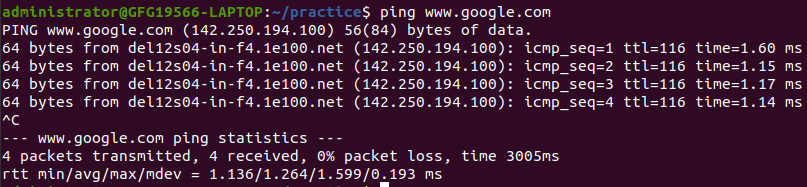 administrator@GFG19566-LAPTOP:~/practice$ ping www.google.com
PING www.google.com (142.250.194.100) 56(84) bytes of data.
64 bytes from del12s04-in-f4.1e100.net (142.250.194.100): icmp_seq=1 ttl=116 time=1.60 ms
64 bytes from del12s04-in-f4.1e100.net (142.250.194.100): icmp_seq=2 ttl=116 time=1.15 ms
64 bytes from del12s04-in-f4.1e100.net (142.250.194.100): icmp_seq=3 ttl=116 time=1.17 ms
64 bytes from del12s04-in-f4.1e100.net (142.250.194.100): icmp_seq=4 ttl=116 time=1.14 ms
^C
--- www.google.com ping statistics ---
4 packets transmitted, 4 received, 0% packet loss, time 3005ms
rtt min/avg/max/mdev = 1.136/1.264/1.599/0.193 ms